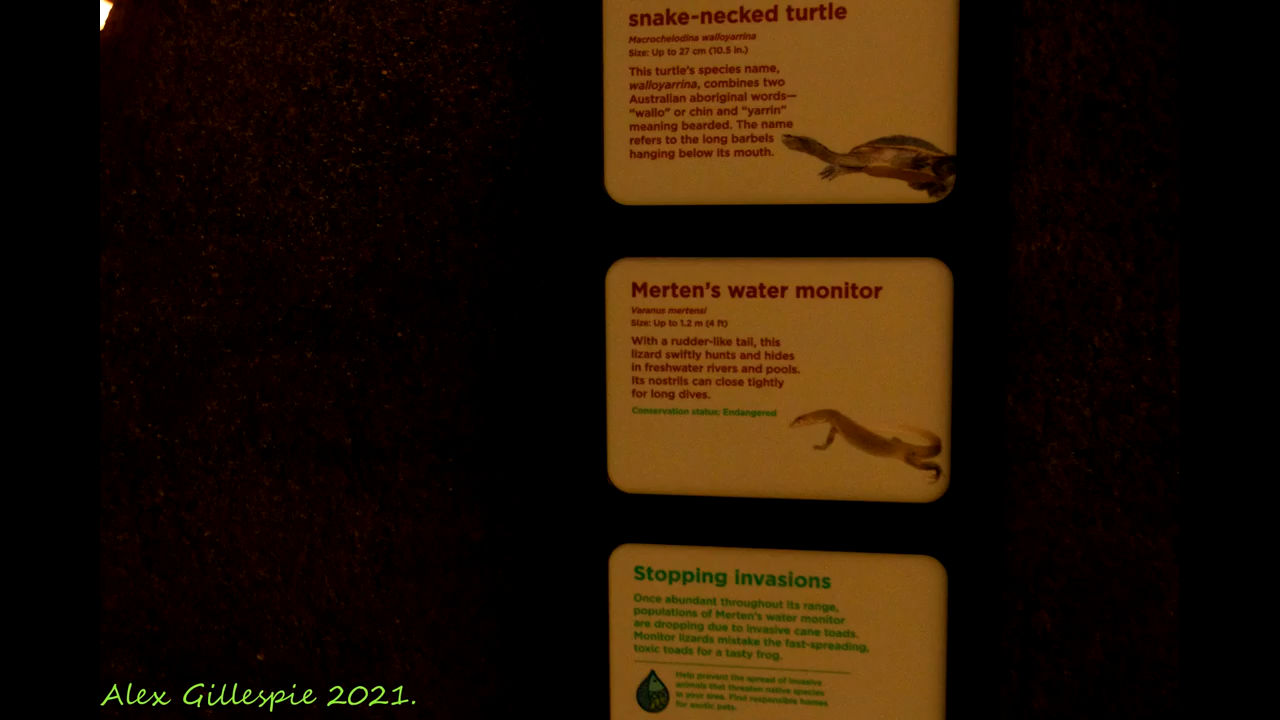 snake-necked turtle
Macrochelodina walloyarrina
Size: Up to 27 cm (10.5 in.)
This turtle's species name,
walloyarrina, combines two
Australian aboriginal words—
"wallo" or chin and "yarrin"
meaning bearded. The name
refers to the long barbels
hanging below its mouth.
Merten's water monitor
Varanus mertensi
Size: Up to 1.2 m (4 ft)
With a rudder-like tail, this
lizard swiftly hunts and hides
in freshwater rivers and pools.
Its nostrils can close tightly
for long dives.
Conservation status: Endangered
Stopping invasions
Once abundant throughout its range,
populations of Merten's water monitor
are dropping due to invasive cane toads.
Monitor lizards mistake the fast-spreading,
toxic toads for a tasty frog.
Help prevent the spread of invasive
animals that threaten native species
in your area. Find responsible homes
for exotic pets.
Alex Gillespie 2021.